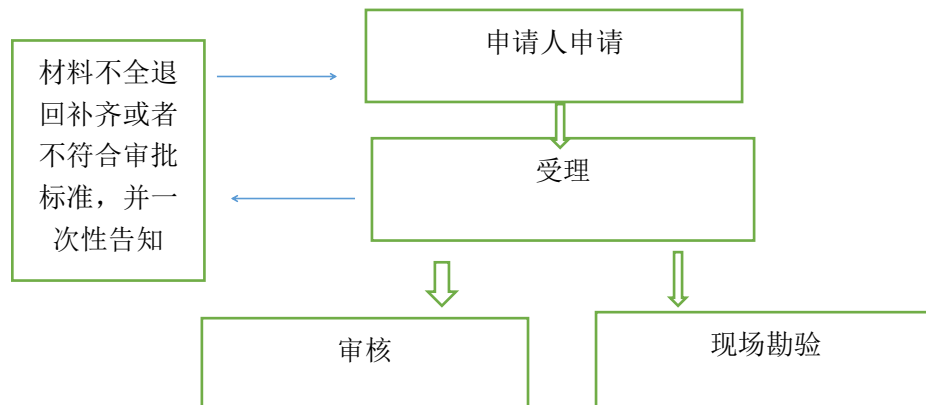 申请人申请
材料不全退
回补齐或者
不符合审批
标准，并一
次性告知
受理
审核
现场勘验